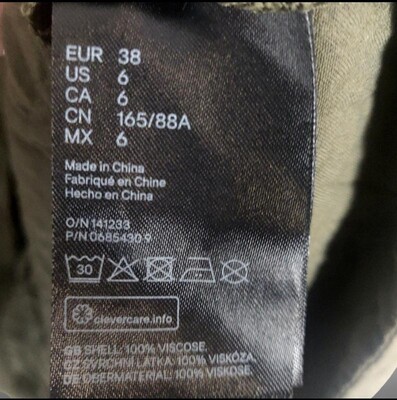 EUR 38
US 6
CA 6
CN 165/88A
MX 6
Made in China
Fabriqué en Chine
Hecho en China
O/N 141233
P/N 0685430 9
30
clevercare.info
GB SHELL: 100% VISCOSE.
CZ SVRCHNÍ LÁTKA: 100% VISKÓZA.
DE OBERMATERIAL: 100% VISKOSE.